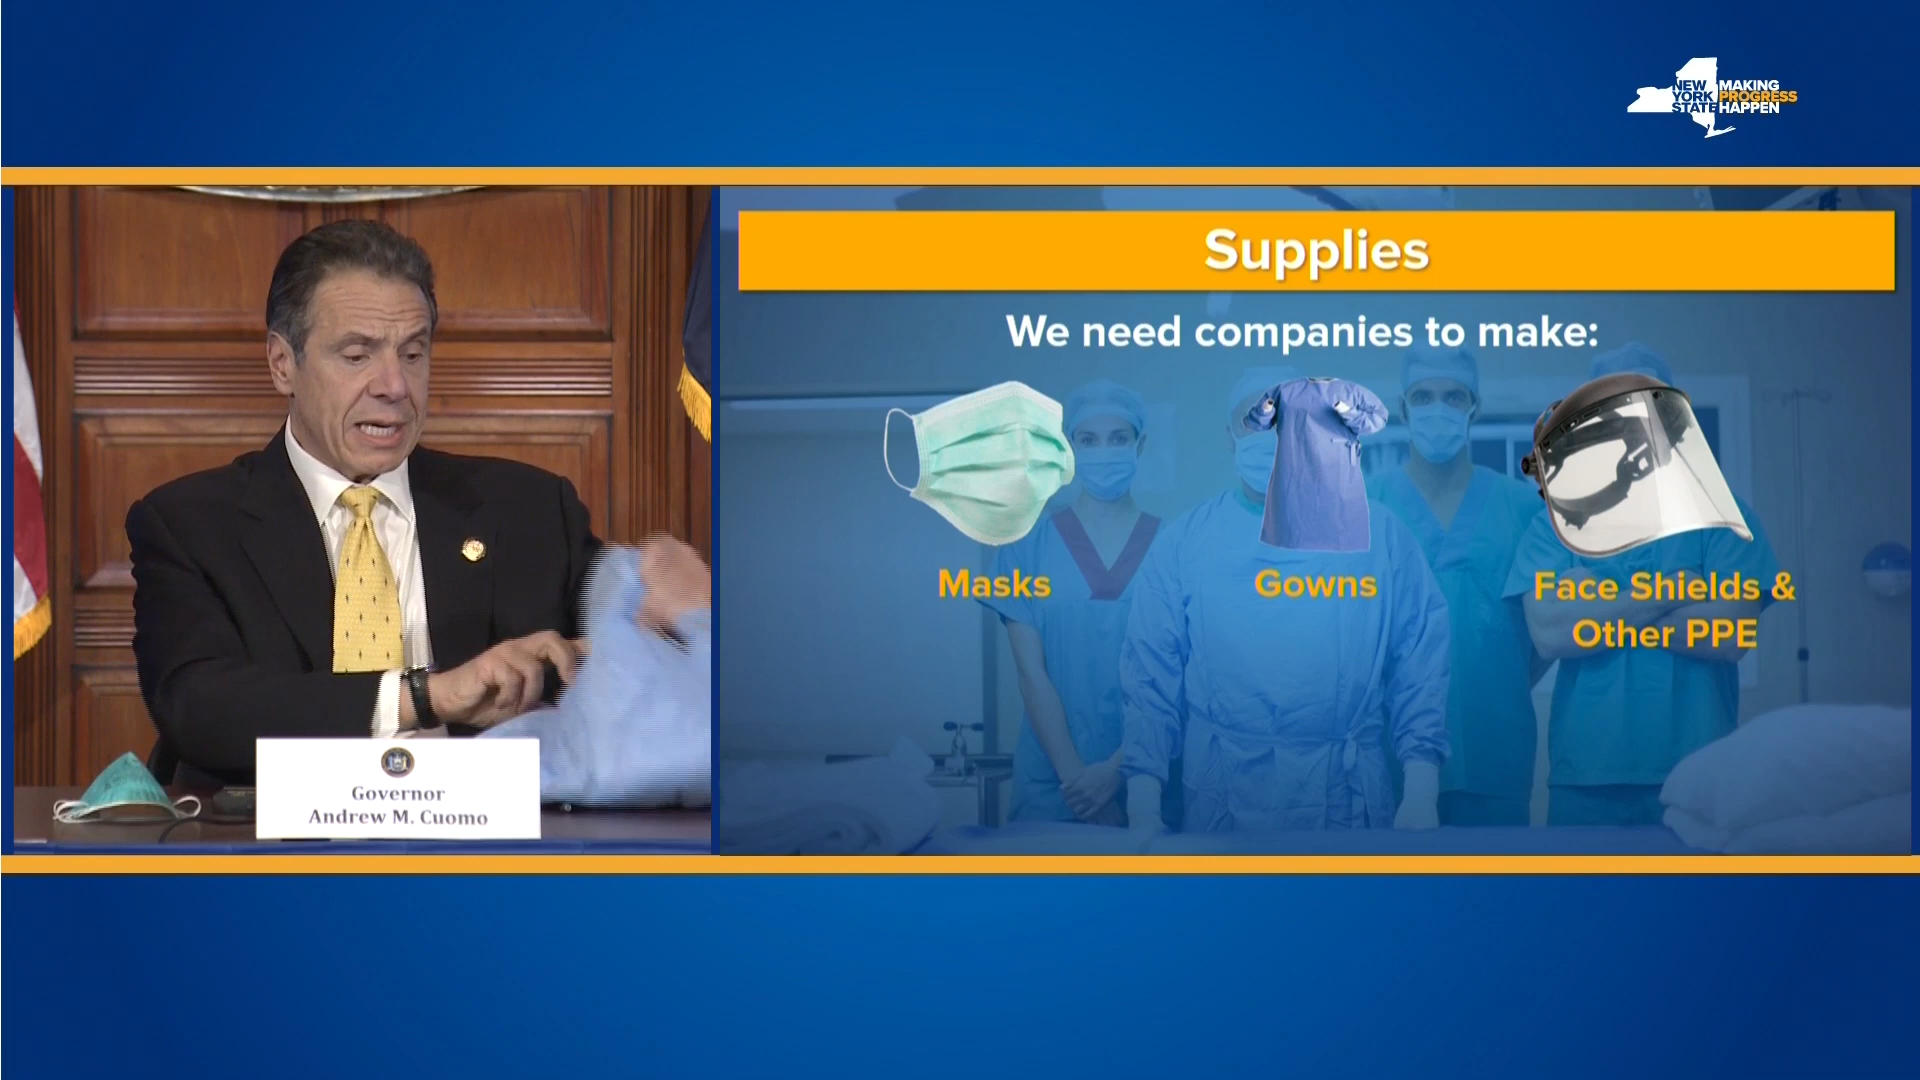 NEW
YORK
STATE
MAKING
PROGRESS
HAPPEN
Supplies
We need companies to make:
Masks
Gowns
Face Shields &
Other PPE
Governor
Andrew M. Cuomo